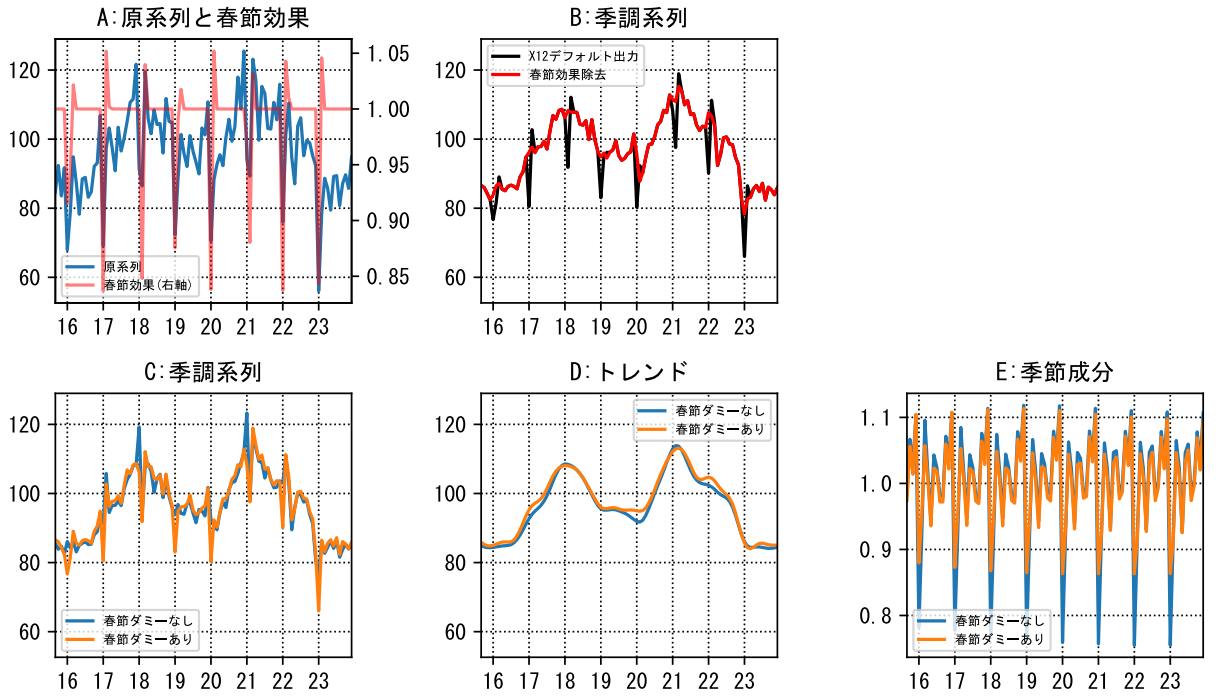 A:原系列と春節効果
120
100
80
60
1.05
1.00
0.95
0.90
0.85
原系列
春節効果(右軸)
16 17 18 19 20 21 22 23
B:季調系列
120
100
80
60
X12デフォルト出力
春節効果除去
16 17 18 19 20 21 22 23
C:季調系列
120
100
80
60
春節ダミーなし
春節ダミーあり
16 17 18 19 20 21 22 23
D:トレンド
120
100
80
60
春節ダミーなし
春節ダミーあり
16 17 18 19 20 21 22 23
E:季節成分
1.1
1.0
0.9
0.8
春節ダミーなし
春節ダミーあり
16 17 18 19 20 21 22 23